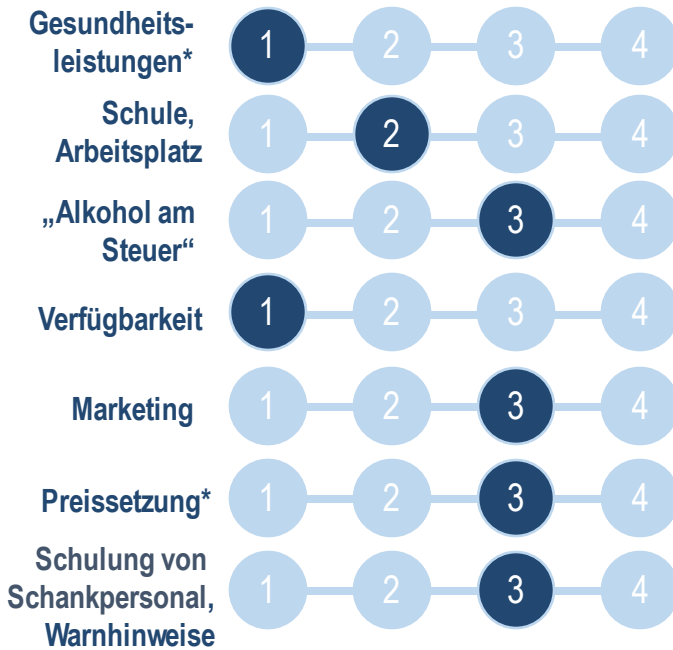 Gesundheits-
leistungen*
1 2 3 4
Schule,
Arbeitsplatz
1 2 3 4
„Alkohol am
Steuer“
1 2 3 4
Verfügbarkeit
1 2 3 4
Marketing
1 2 3 4
Preissetzung*
1 2 3 4
Schulung von
Schankpersonal,
Warnhinweise
1 2 3 4